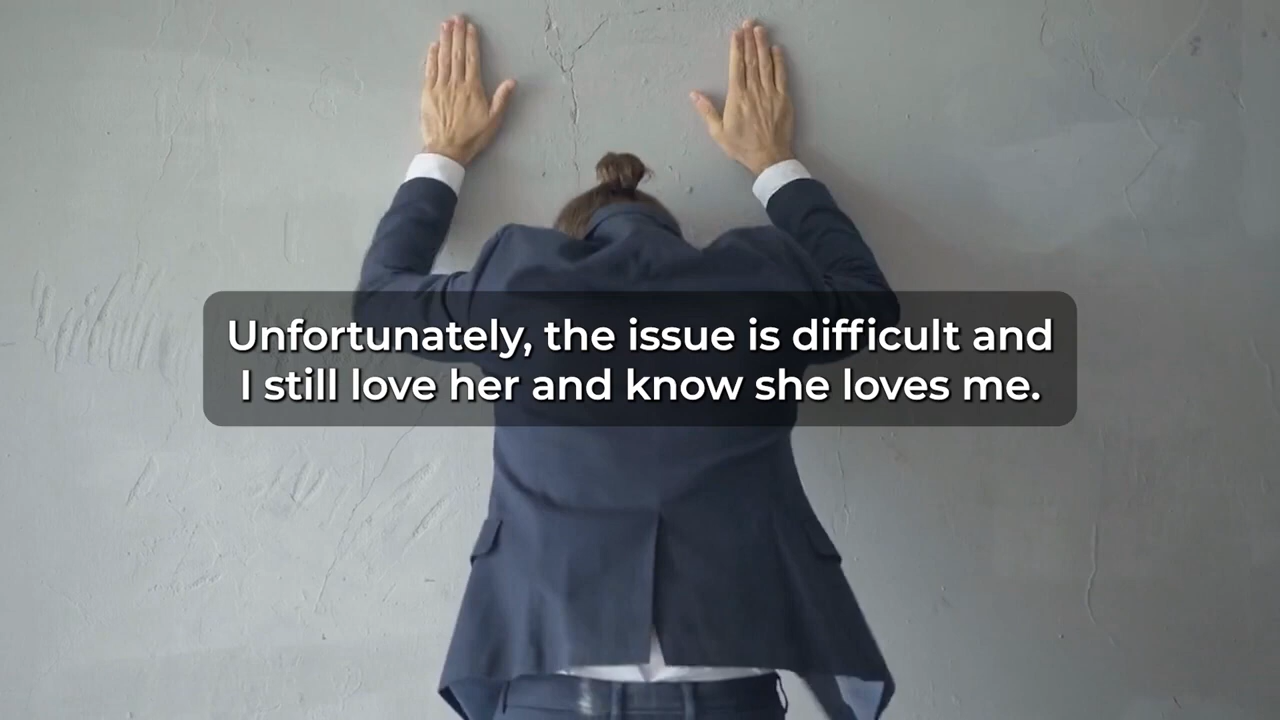 Unfortunately, the issue is difficult and
I still love her and know she loves me.